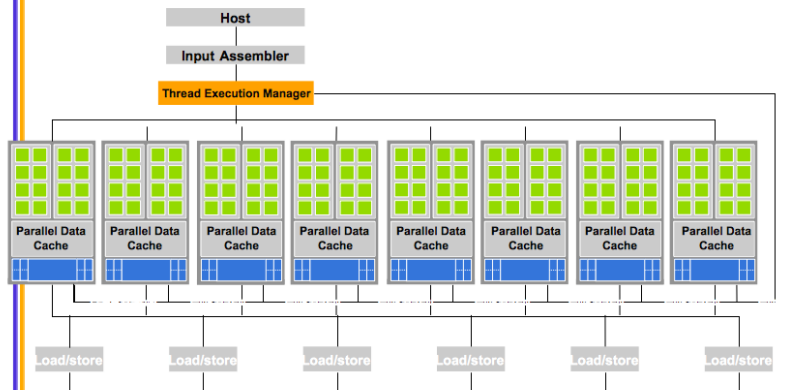 Host
Input Assembler
Thread Execution Manager
Parallel Data
Cache
Parallel Data
Cache
Parallel Data
Cache
Parallel Data
Cache
Parallel Data
Cache
Parallel Data
Cache
Parallel Data
Cache
Parallel Data
Cache
Load/store
Load/store
Load/store
Load/store
Load/store
Load/store